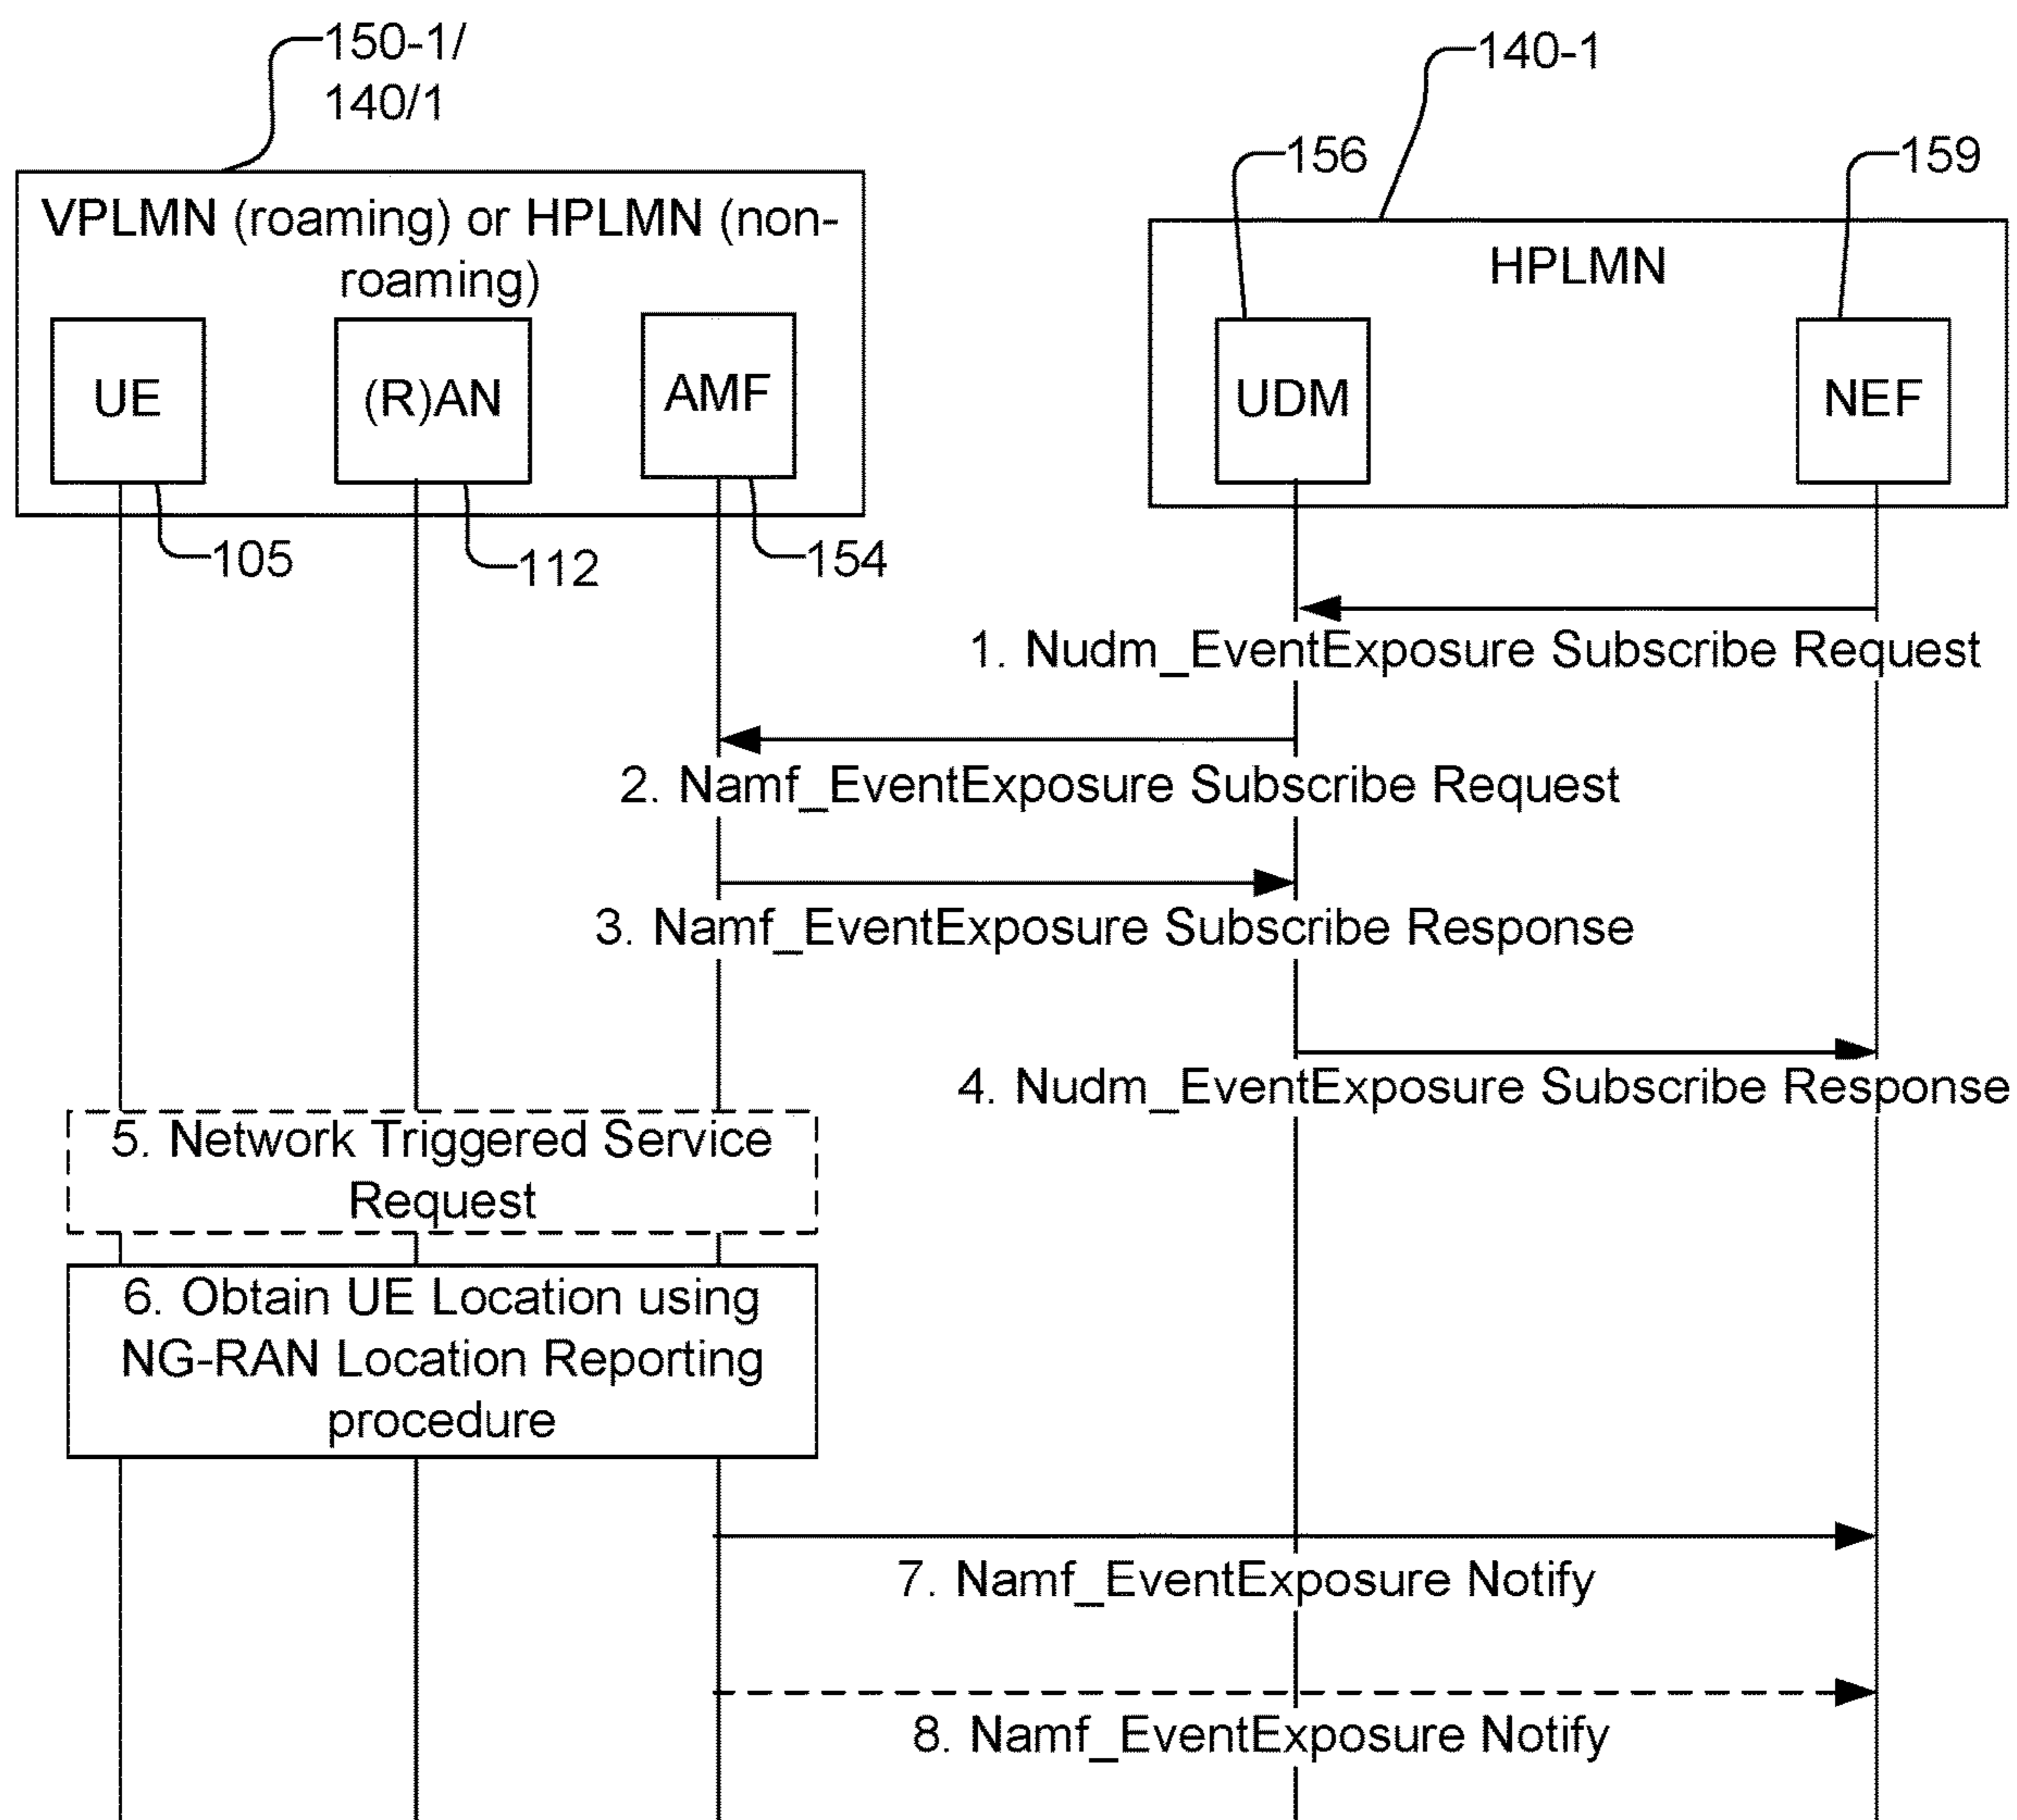 150-1/
140/1
140-1
156
159
VPLMN (roaming) or HPLMN (non-
roaming)
HPLMN
UE
(R)AN
AMF
UDM
NEF
105
112
154
1. Nudm_EventExposure Subscribe Request
2. Namf_EventExposure Subscribe Request
3. Namf_EventExposure Subscribe Response
4. Nudm_EventExposure Subscribe Response
5. Network Triggered Service
Request
6. Obtain UE Location using
NG-RAN Location Reporting
procedure
7. Namf_EventExposure Notify
8. Namf_EventExposure Notify